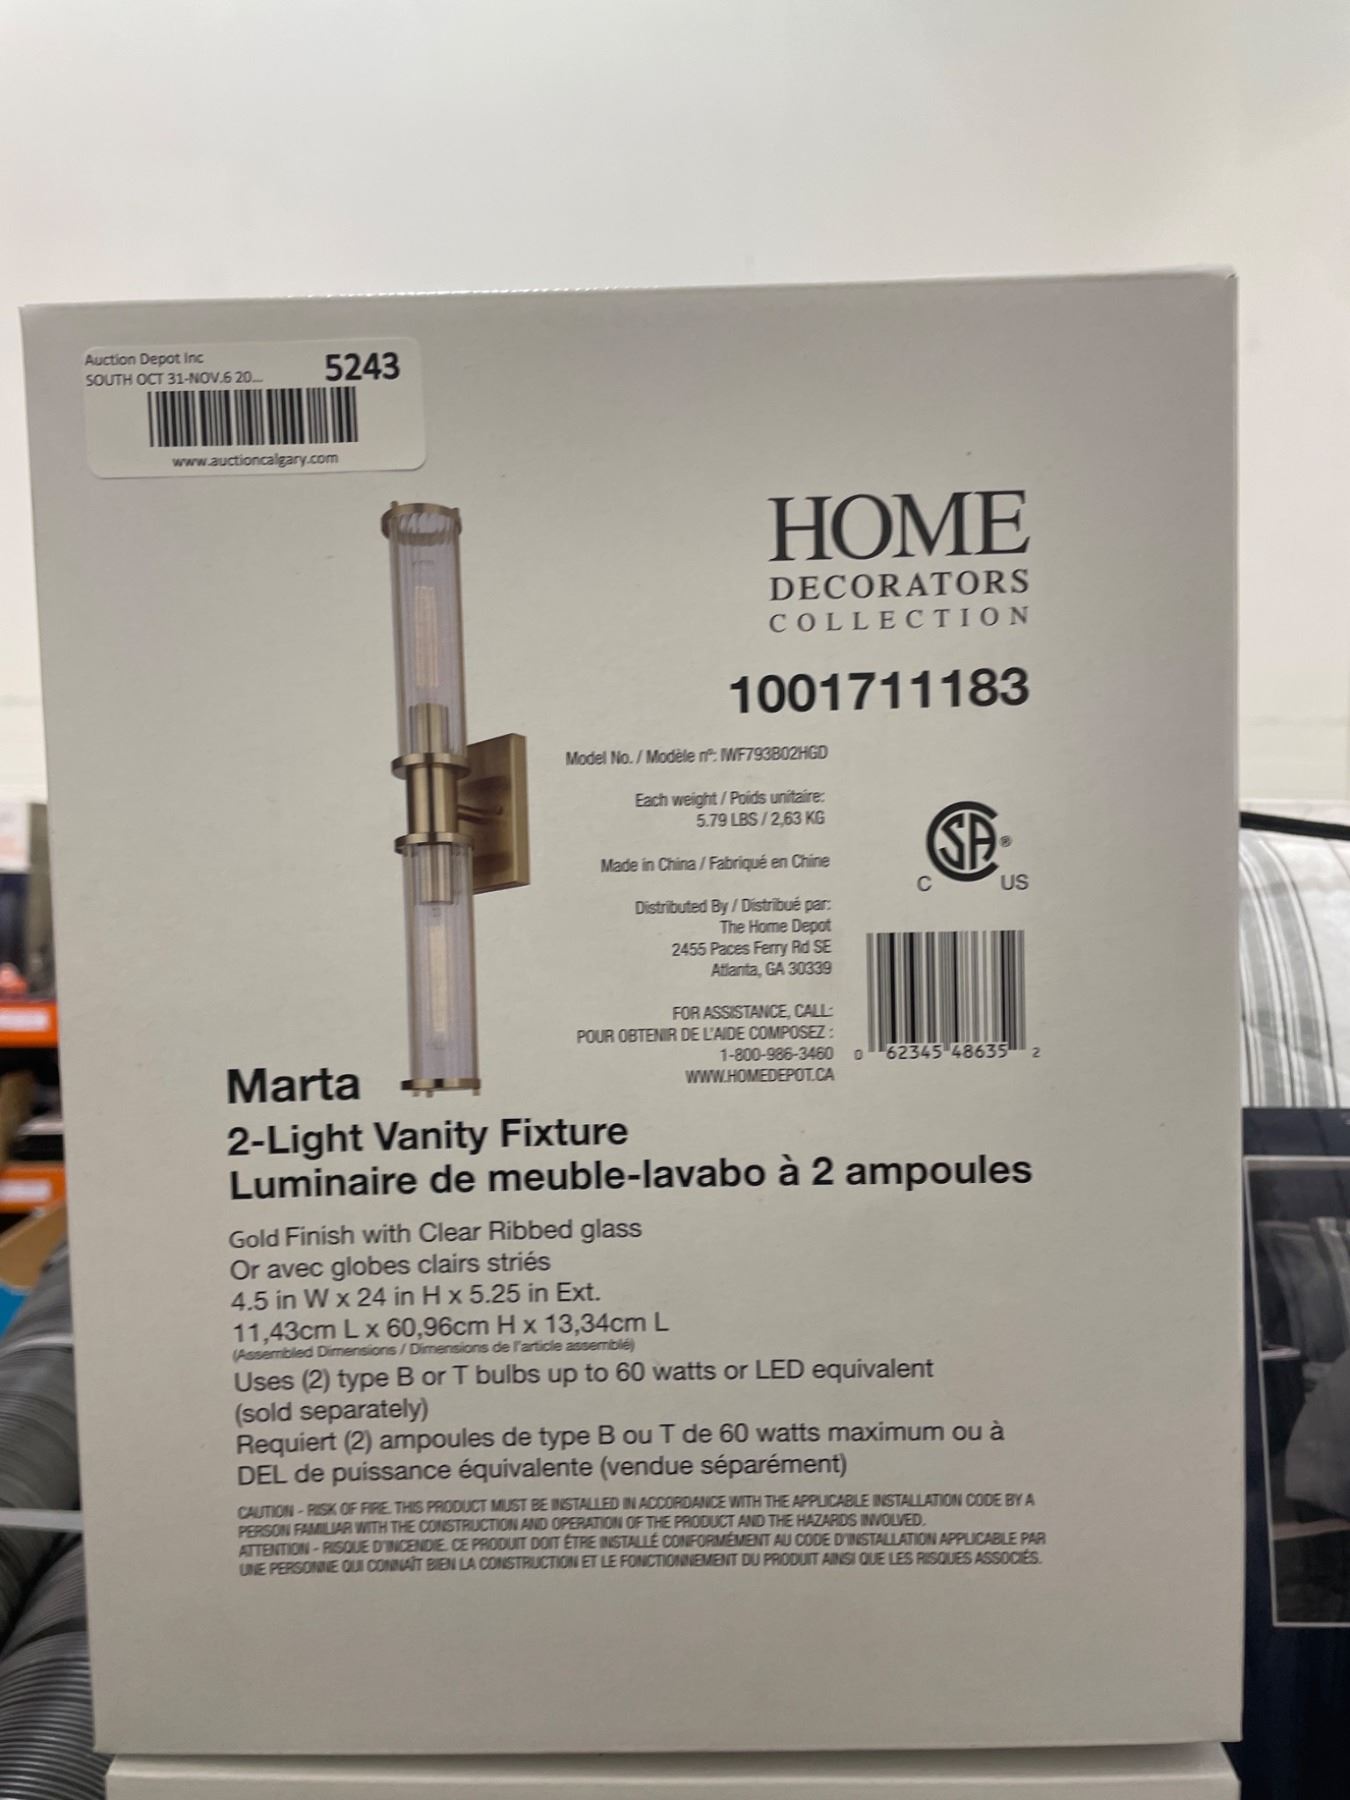 Auction Depot Inc
5243
SOUTH OCT 31-NOV.6 20...
www.auctioncalgary.com
HOME
DECORATORS
COLLECTION
1001711183
Model No. / Modèle nº: IWF793B02HGD
Each weight / Poids unitaire:
5.79 LBS / 2,63 KG
Made in China / Fabriqué en Chine
Distributed By / Distribué par:
The Home Depot
2455 Paces Ferry Rd SE
Atlanta, GA 30339
FOR ASSISTANCE, CALL:
POUR OBTENIR DE L'AIDE COMPOSEZ :
1-800-986-3460
WWW.HOMEDEPOT.CA
CSA®
C US
0 62345 48635 2
Marta
2-Light Vanity Fixture
Luminaire de meuble-lavabo à 2 ampoules
Gold Finish with Clear Ribbed glass
Or avec globes clairs striés
4.5 in W x 24 in H x 5.25 in Ext.
11,43cm L x 60,96cm H x 13,34cm L
(Assembled Dimensions / Dimensions de l'article assemblé)
Uses (2) type B or T bulbs up to 60 watts or LED equivalent
(sold separately)
Requiert (2) ampoules de type B ou T de 60 watts maximum ou à
DEL de puissance équivalente (vendue séparément)
CAUTION - RISK OF FIRE. THIS PRODUCT MUST BE INSTALLED IN ACCORDANCE WITH THE APPLICABLE INSTALLATION CODE BY A
PERSON FAMILIAR WITH THE CONSTRUCTION AND OPERATION OF THE PRODUCT AND THE HAZARDS INVOLVED.
ATTENTION - RISQUE D'INCENDIE. CE PRODUIT DOIT ÊTRE INSTALLÉ CONFORMÉMENT AU CODE D'INSTALLATION APPLICABLE PAR
UNE PERSONNE QUI CONNAÎT BIEN LA CONSTRUCTION ET LE FONCTIONNEMENT DU PRODUIT AINSI QUE LES RISQUES ASSOCIÉS.